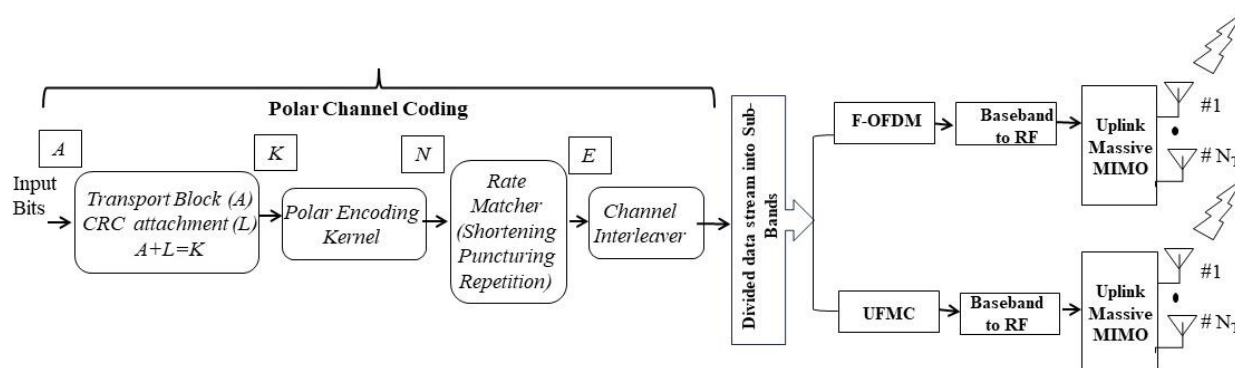 Polar Channel Coding
A
K
N
E
Input
Bits
Transport Block (A)
CRC attachment (L)
A+L=K
Polar Encoding
Kernel
Rate
Matcher
(Shortening
Puncturing
Repetition)
Channel
Interleaver
Divided data stream into Sub-
Bands
F-OFDM
Baseband
to RF
Uplink
Massive
MIMO
#1
# NT
UFMC
Baseband
to RF
Uplink
Massive
MIMO
#1
# NT